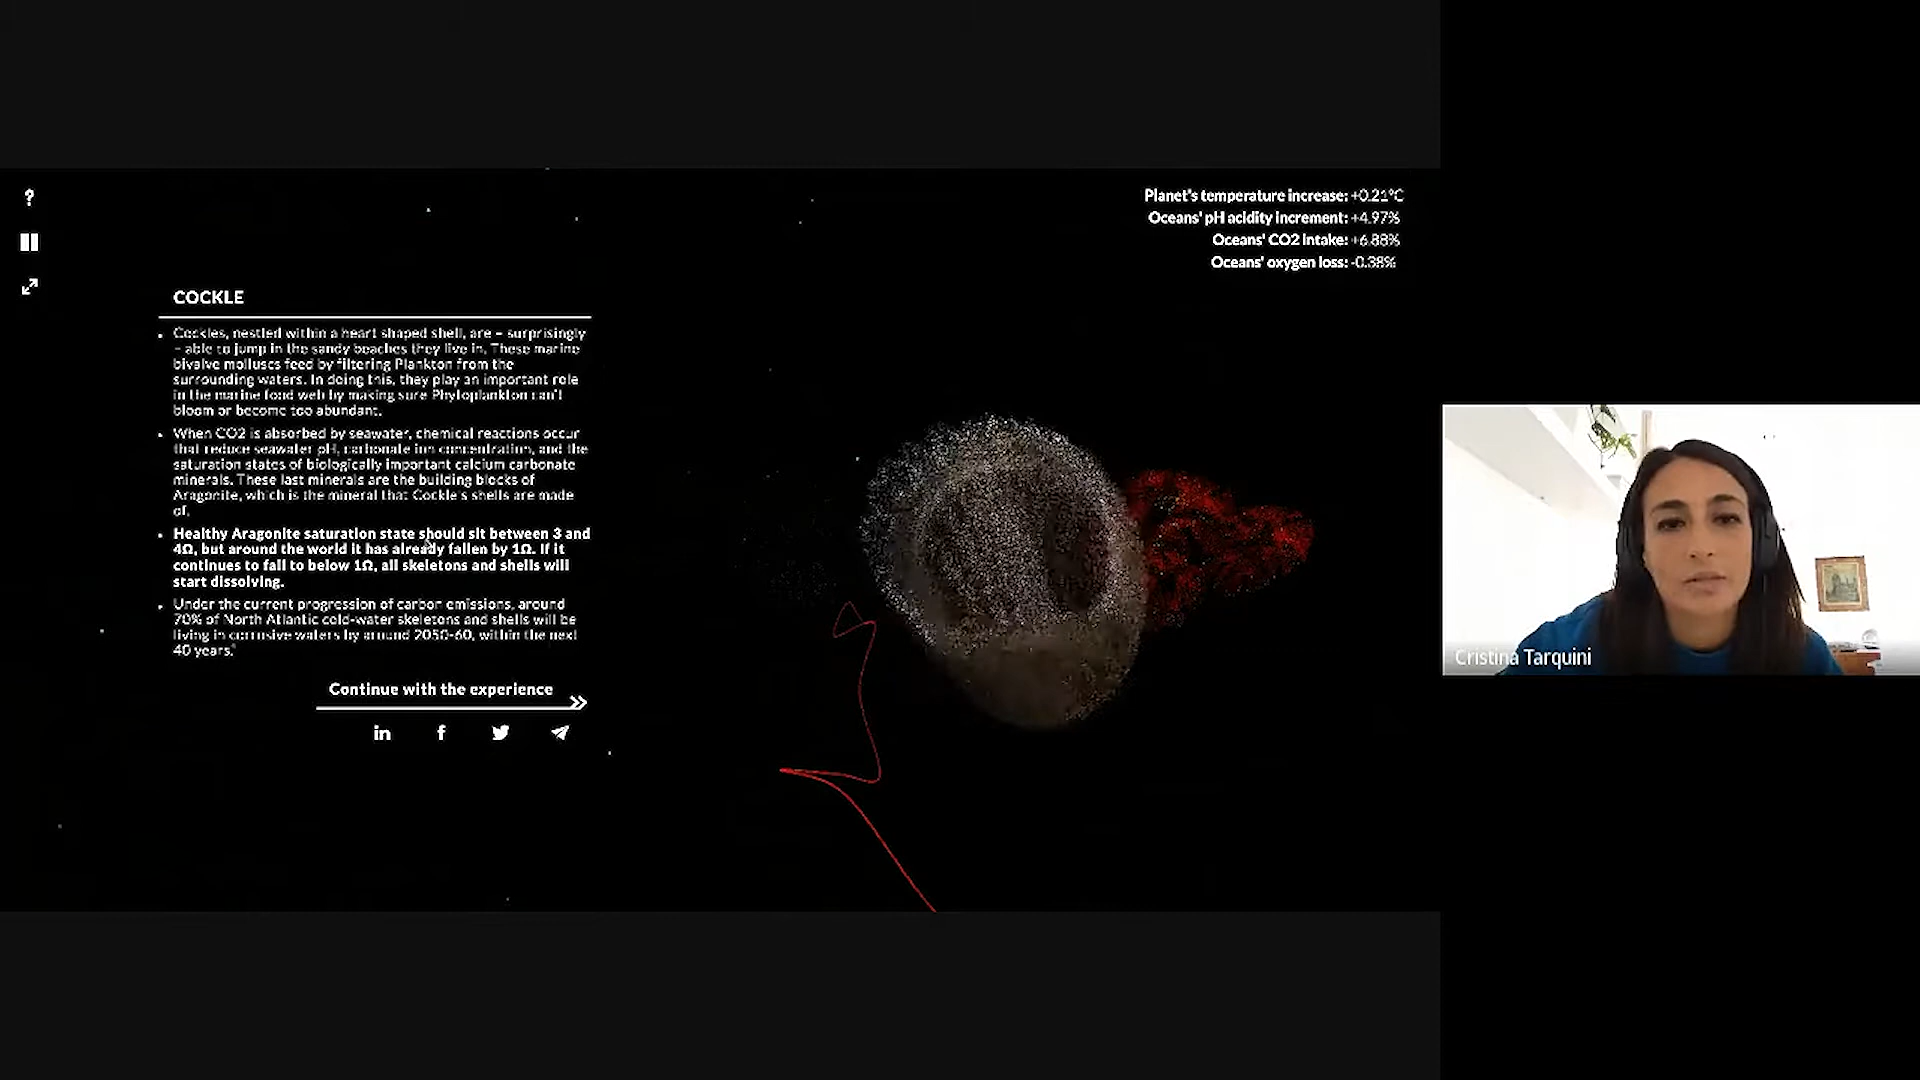 ?
Planet's temperature increase: +0.21°C
Oceans' pH acidity increment: +4.97%
Oceans' CO2 intake: +6.88%
Oceans' oxygen loss: -0.38%
COCKLE
• Cockles, nestled within a heart shaped shell, are – surprisingly
– able to jump in the sandy beaches they live in. These marine
bivalve molluscs feed by filtering Plankton from the
surrounding waters. In doing this, they play an important role
in the marine food web by making sure Phytoplankton can't
bloom or become too abundant.
• When CO2 is absorbed by seawater, chemical reactions occur
that reduce seawater pH, carbonate ion concentration, and the
saturation states of biologically important calcium carbonate
minerals. These last minerals are the building blocks of
Aragonite, which is the mineral that Cockle's shells are made
of.
• Healthy Aragonite saturation state should sit between 3 and
4Ω, but around the world it has already fallen by 1Ω. If it
continues to fall to below 1Ω, all skeletons and shells will
start dissolving.
• Under the current progression of carbon emissions, around
70% of North Atlantic cold-water skeletons and shells will be
living in corrosive waters by around 2050-60, within the next
40 years."
Continue with the experience
in f
Cristina Tarquini